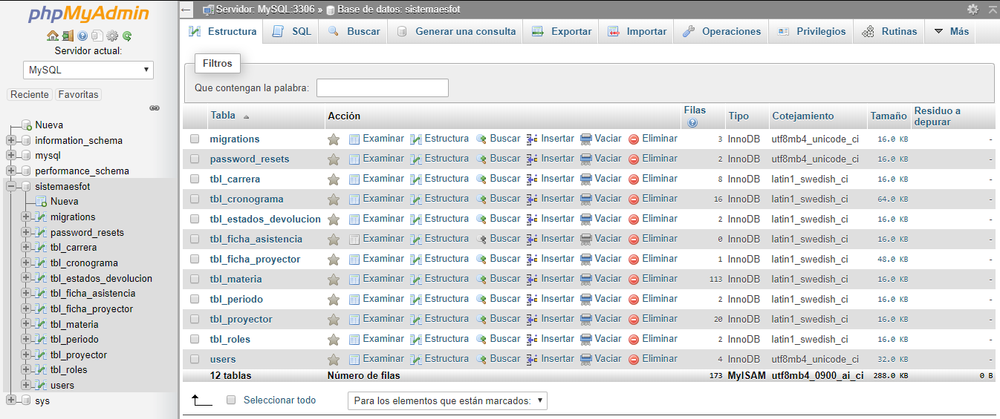 phpMyAdmin
Servidor actual:
MySQL
Reciente Favoritas
Nueva
information_schema
mysql
performance_schema
sistemaesfot
Nueva
migrations
password_resets
tbl_carrera
tbl_cronograma
tbl_estados_devolucion
tbl_ficha_asistencia
tbl_ficha_proyector
tbl_materia
tbl_periodo
tbl_proyector
tbl_roles
users
sys
Servidor: MySQL:3306 » Base de datos: sistemaesfot
Estructura SQL Buscar Generar una consulta Exportar Importar Operaciones Privilegios Rutinas Más
Filtros
Que contengan la palabra:
Tabla Acción Filas Tipo Cotejamiento Tamaño Residuo a depurar
migrations Examinar Estructura Buscar Insertar Vaciar Eliminar 3 InnoDB utf8mb4_unicode_ci 16.0 KB -
password_resets Examinar Estructura Buscar Insertar Vaciar Eliminar 2 InnoDB utf8mb4_unicode_ci 16.0 KB -
tbl_carrera Examinar Estructura Buscar Insertar Vaciar Eliminar 8 InnoDB latin1_swedish_ci 16.0 KB -
tbl_cronograma Examinar Estructura Buscar Insertar Vaciar Eliminar 16 InnoDB latin1_swedish_ci 64.0 KB -
tbl_estados_devolucion Examinar Estructura Buscar Insertar Vaciar Eliminar 2 InnoDB latin1_swedish_ci 16.0 KB -
tbl_ficha_asistencia Examinar Estructura Buscar Insertar Vaciar Eliminar 0 InnoDB latin1_swedish_ci 16.0 KB -
tbl_ficha_proyector Examinar Estructura Buscar Insertar Vaciar Eliminar 1 InnoDB latin1_swedish_ci 48.0 KB -
tbl_materia Examinar Estructura Buscar Insertar Vaciar Eliminar 113 InnoDB latin1_swedish_ci 16.0 KB -
tbl_periodo Examinar Estructura Buscar Insertar Vaciar Eliminar 2 InnoDB latin1_swedish_ci 16.0 KB -
tbl_proyector Examinar Estructura Buscar Insertar Vaciar Eliminar 20 InnoDB latin1_swedish_ci 16.0 KB -
tbl_roles Examinar Estructura Buscar Insertar Vaciar Eliminar 2 InnoDB latin1_swedish_ci 16.0 KB -
users Examinar Estructura Buscar Insertar Vaciar Eliminar 4 InnoDB utf8mb4_unicode_ci 32.0 KB -
12 tablas Número de filas 173 MyISAM utf8mb4_0900_ai_ci 288.0 KB 0 B
Seleccionar todo Para los elementos que están marcados: